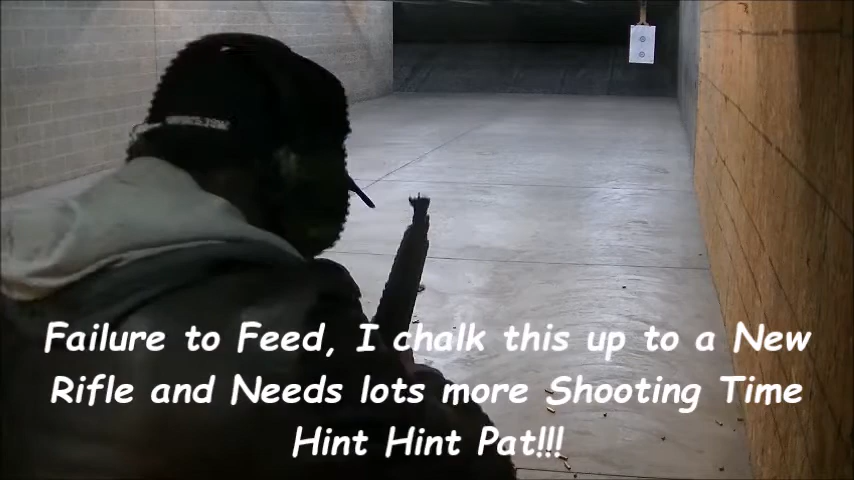 Failure to Feed, I chalk this up to a New
Rifle and Needs lots more Shooting Time
Hint Hint Pat!!!